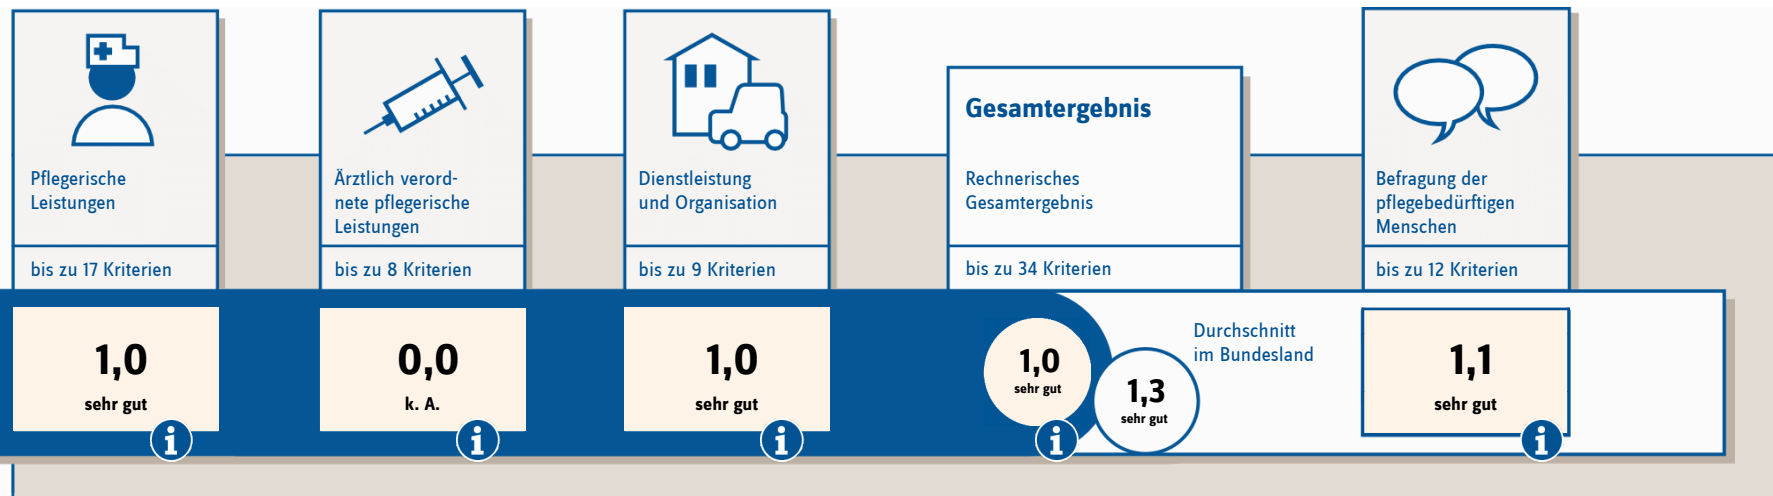 Pflegerische
Leistungen
bis zu 17 Kriterien
1,0
sehr gut
i
Ärztlich verord-
nete pflegerische
Leistungen
bis zu 8 Kriterien
0,0
k. A.
i
Dienstleistung
und Organisation
bis zu 9 Kriterien
1,0
sehr gut
i
Gesamtergebnis
Rechnerisches
Gesamtergebnis
bis zu 34 Kriterien
1,0
sehr gut
i
1,3
sehr gut
Durchschnitt
im Bundesland
Befragung der
pflegebedürftigen
Menschen
bis zu 12 Kriterien
1,1
sehr gut
i